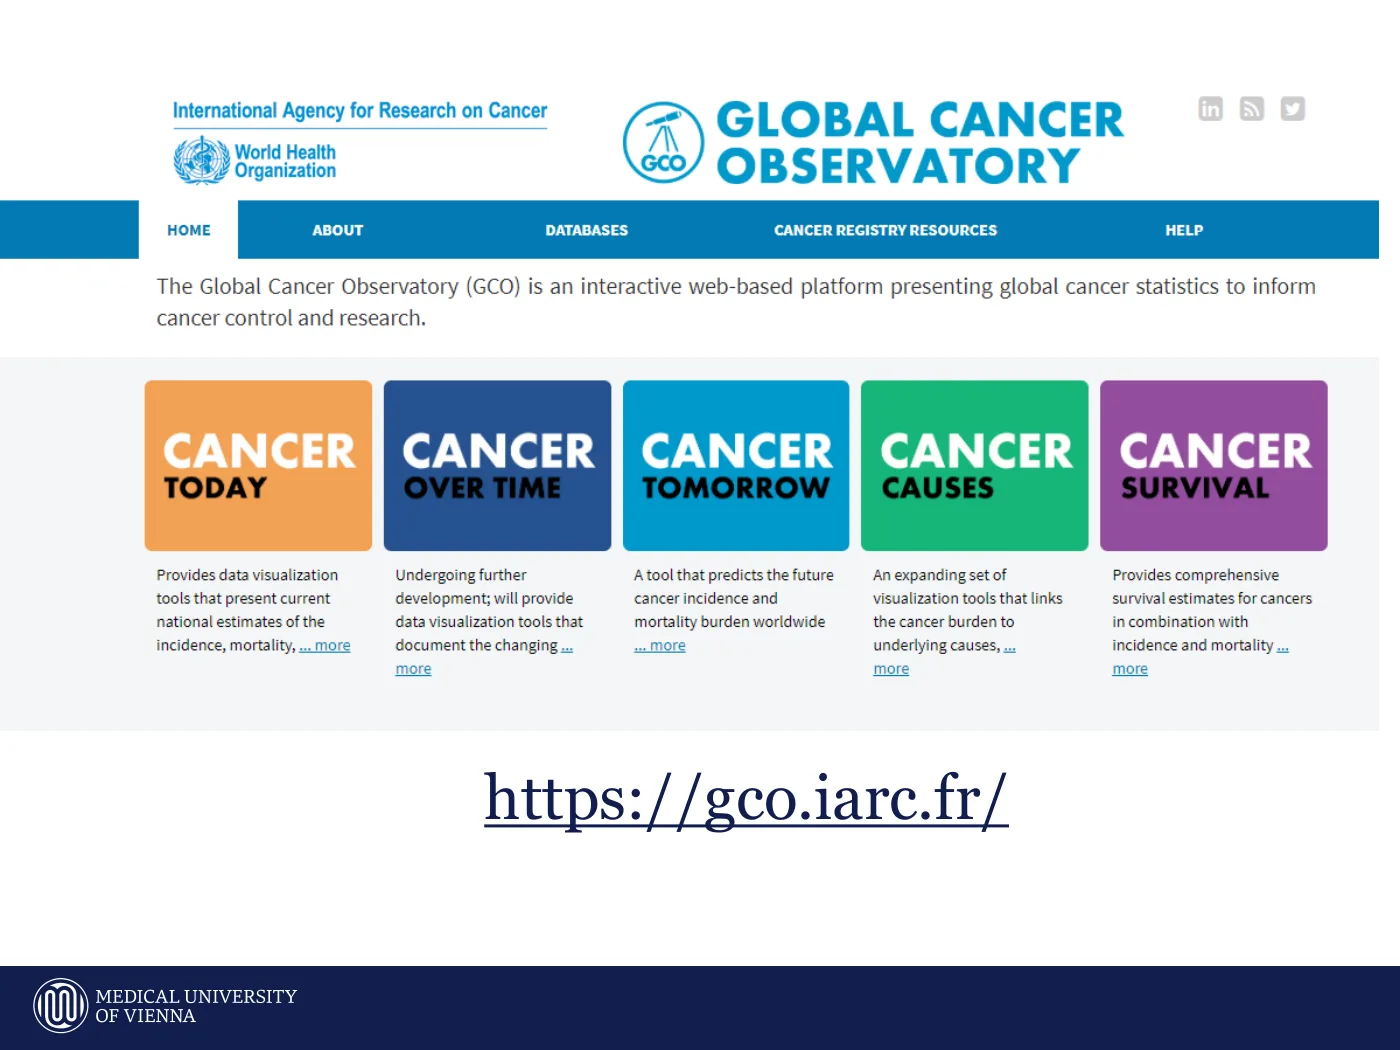 International Agency for Research on Cancer
World Health
Organization
GCO
GLOBAL CANCER
OBSERVATORY
in
HOME ABOUT DATABASES CANCER REGISTRY RESOURCES HELP
The Global Cancer Observatory (GCO) is an interactive web-based platform presenting global cancer statistics to inform
cancer control and research.
CANCER
TODAY
Provides data visualization
tools that present current
national estimates of the
incidence, mortality, ... more
CANCER
OVER TIME
Undergoing further
development; will provide
data visualization tools that
document the changing ...
more
CANCER
TOMORROW
A tool that predicts the future
cancer incidence and
mortality burden worldwide
... more
CANCER
CAUSES
An expanding set of
visualization tools that links
the cancer burden to
underlying causes, ...
more
CANCER
SURVIVAL
Provides comprehensive
survival estimates for cancers
in combination with
incidence and mortality ...
more
https://gco.iarc.fr/
MEDICAL UNIVERSITY
OF VIENNA